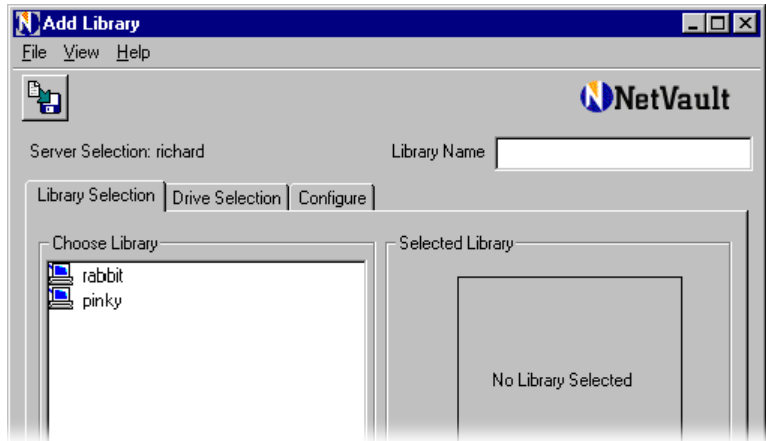 Add Library
File View Help
NetVault
Server Selection: richard
Library Name
Library Selection Drive Selection Configure
Choose Library
Selected Library
rabbit
pinky
No Library Selected